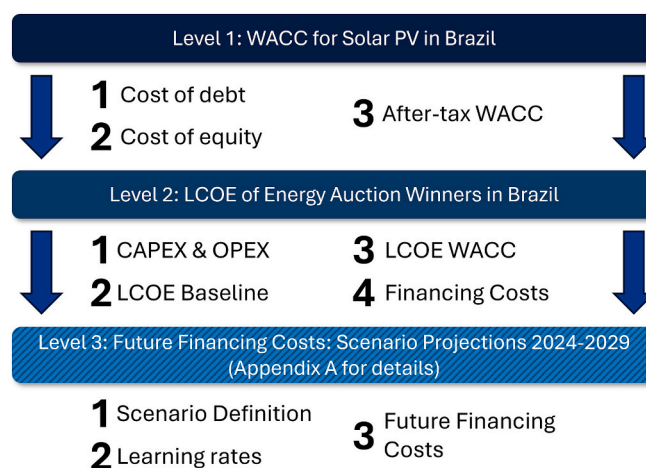 Level 1: WACC for Solar PV in Brazil
1 Cost of debt
2 Cost of equity
3 After-tax WACC
Level 2: LCOE of Energy Auction Winners in Brazil
1 CAPEX & OPEX
2 LCOE Baseline
3 LCOE WACC
4 Financing Costs
Level 3: Future Financing Costs: Scenario Projections 2024-2029
(Appendix A for details)
1 Scenario Definition
2 Learning rates
3 Future Financing
Costs